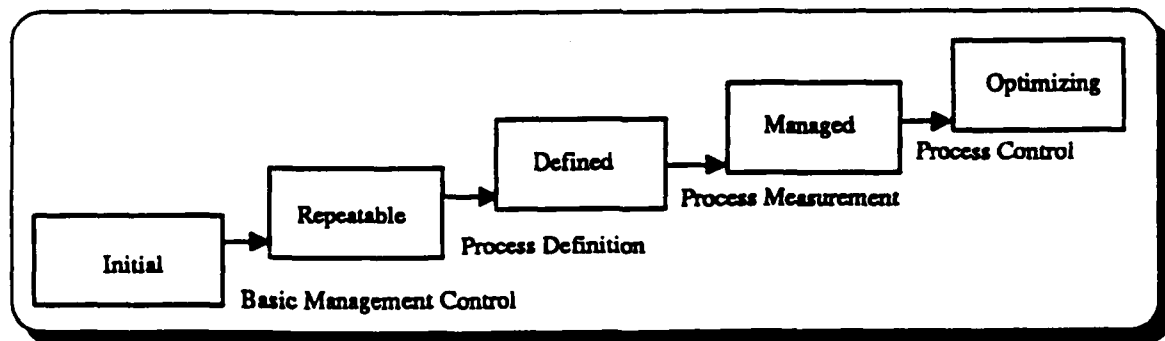 Optimizing
Managed
Process Control
Defined
Process Measurement
Repeatable
Process Definition
Initial
Basic Management Control